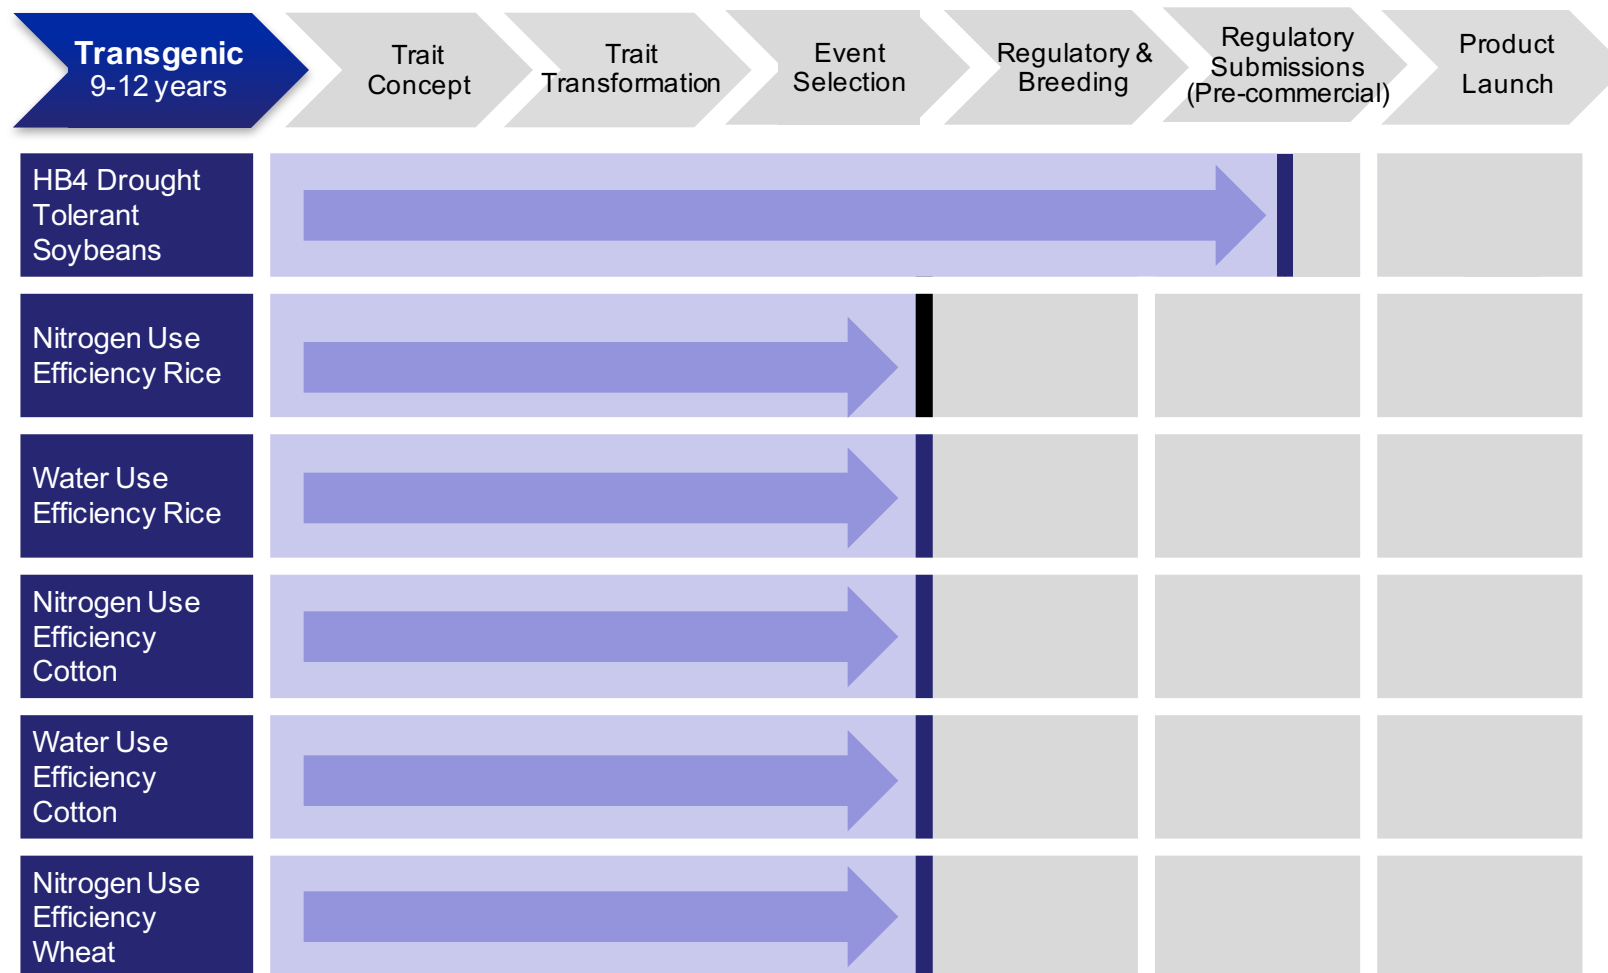 Transgenic
9-12 years
Trait
Concept
Trait
Transformation
Event
Selection
Regulatory &
Breeding
Regulatory
Submissions
(Pre-commercial)
Product
Launch
HB4 Drought
Tolerant
Soybeans
Nitrogen Use
Efficiency Rice
Water Use
Efficiency Rice
Nitrogen Use
Efficiency
Cotton
Water Use
Efficiency
Cotton
Nitrogen Use
Efficiency
Wheat